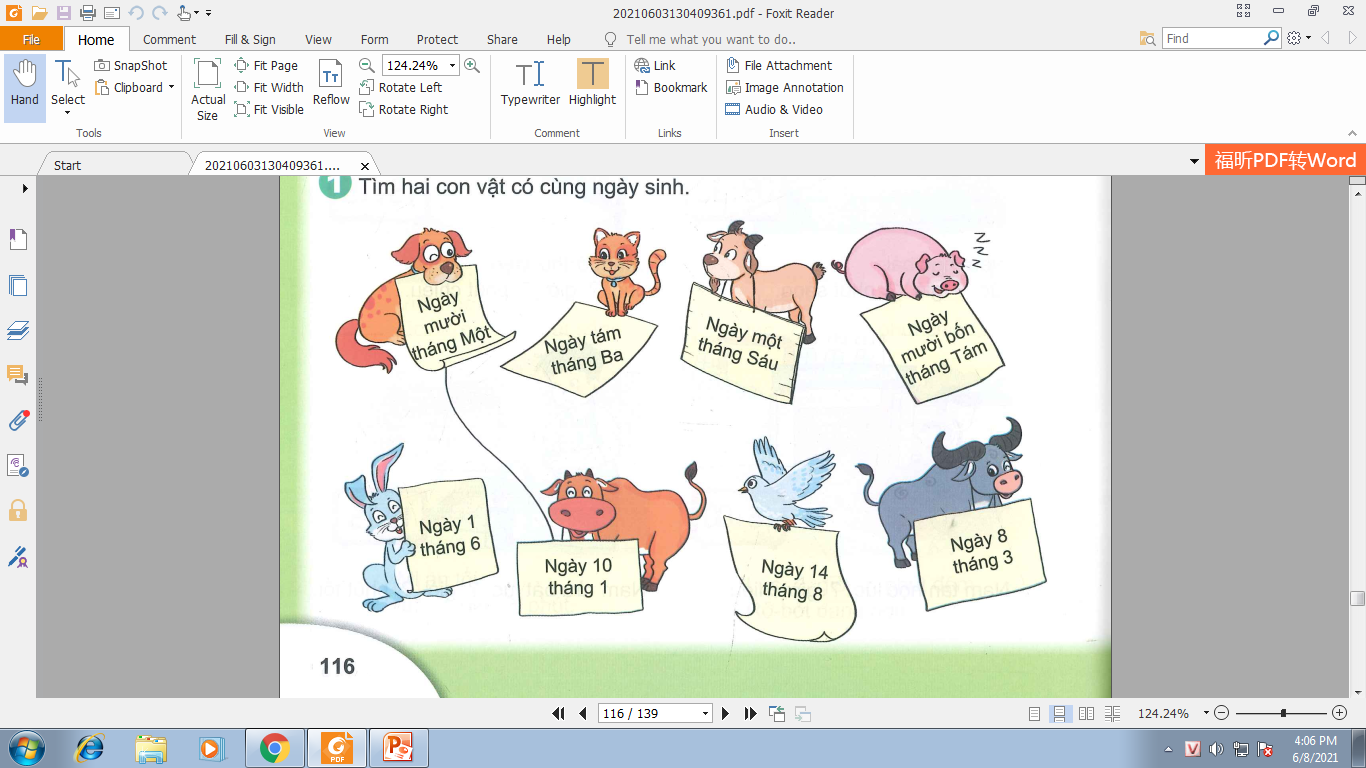 20210603130409361.pdf - Foxit Reader
File Home Comment Fill & Sign View Form Protect Share Help Tell me what you want to do.. Find
Hand
Select
SnapShot
Clipboard
Tools
Actual
Size
Fit Page
Fit Width
Fit Visible
Reflow
124.24%
Rotate Left
Rotate Right
View
Typewriter
Highlight
Comment
Link
Bookmark
Links
File Attachment
Image Annotation
Audio & Video
Insert
Start
20210603130409361....
福昕PDF转Word
1 Tìm hai con vật có cùng ngày sinh.
Ngày
mười
tháng Một
Ngày tám
tháng Ba
Ngày một
tháng Sáu
Ngày
mười bốn
tháng Tám
z
z
z
Ngày 1
tháng 6
Ngày 10
tháng 1
Ngày 14
tháng 8
Ngày 8
tháng 3
116
116 / 139
124.24%
PDF
4:06 PM
6/8/2021